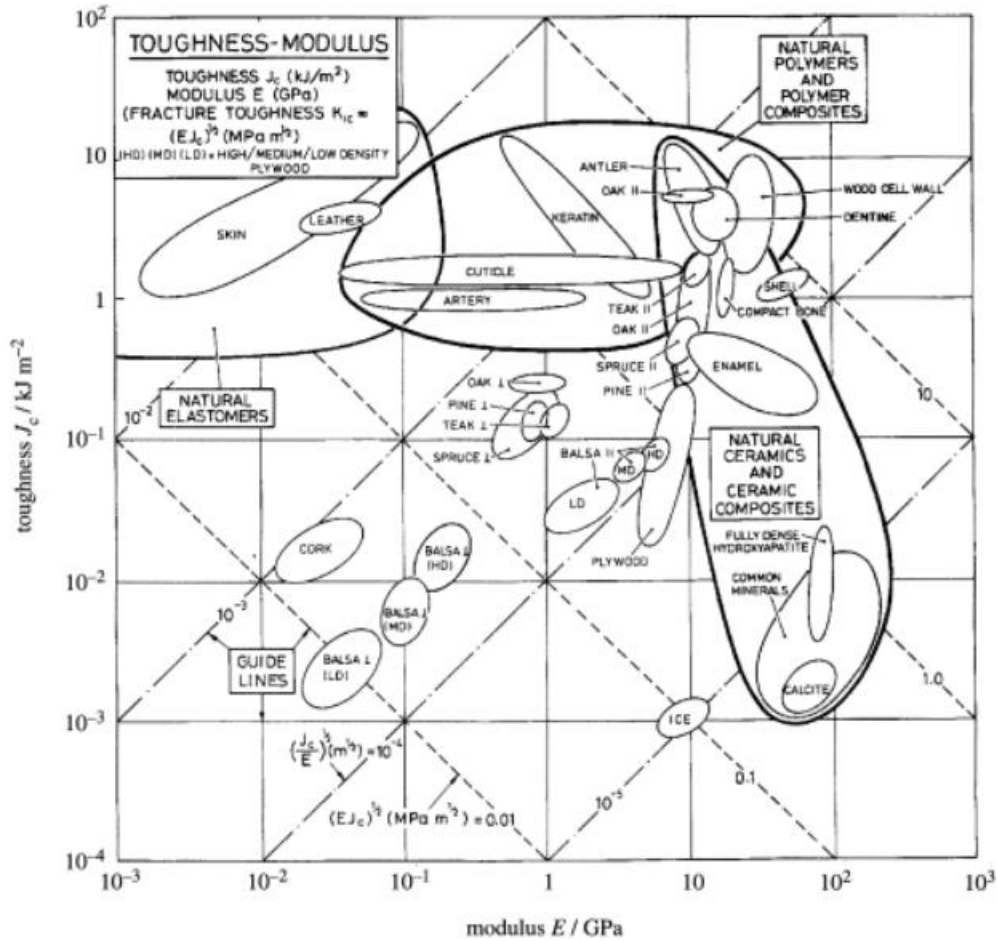 10²
TOUGHNESS-MODULUS
TOUGHNESS Jc (kJ/m²)
MODULUS E (GPa)
(FRACTURE TOUGHNESS KIC ≈
(EJc)^½ (MPa m^½)
(HD) (MD) (LD) = HIGH/MEDIUM/LOW DENSITY
PLYWOOD
NATURAL
POLYMERS
AND
POLYMER
COMPOSITES
10
ANTLER
OAK II
WOOD CELL WALL
DENTINE
LEATHER
SKIN
KERATIN
CUTICLE
SHELL
1
ARTERY
TEAK II
COMPACT BONE
OAK II
SPRUCE II
ENAMEL
OAK ⊥
PINE II
10
10⁻²
NATURAL
ELASTOMERS
PINE ⊥
TEAK ⊥
10⁻¹
SPRUCE ⊥
BALSA II
HD
MD
LD
NATURAL
CERAMICS
AND
CERAMIC
COMPOSITES
toughness Jc / kJ m⁻²
CORK
BALSA ⊥
(HD)
PLYWOOD
FULLY DENSE
HYDROXYAPATITE
10⁻²
COMMON
MINERALS
10⁻³
BALSA ⊥
(MD)
GUIDE
LINES
BALSA ⊥
(LD)
CALCITE
1.0
10⁻³
ICE
(Jc/E)^½ (m^½) = 10⁻⁴
10⁻⁵
0.1
(EJc)^½ (MPa m^½) = 0.01
10⁻⁴
10⁻³
10⁻²
10⁻¹
1
10
10²
10³
modulus E / GPa